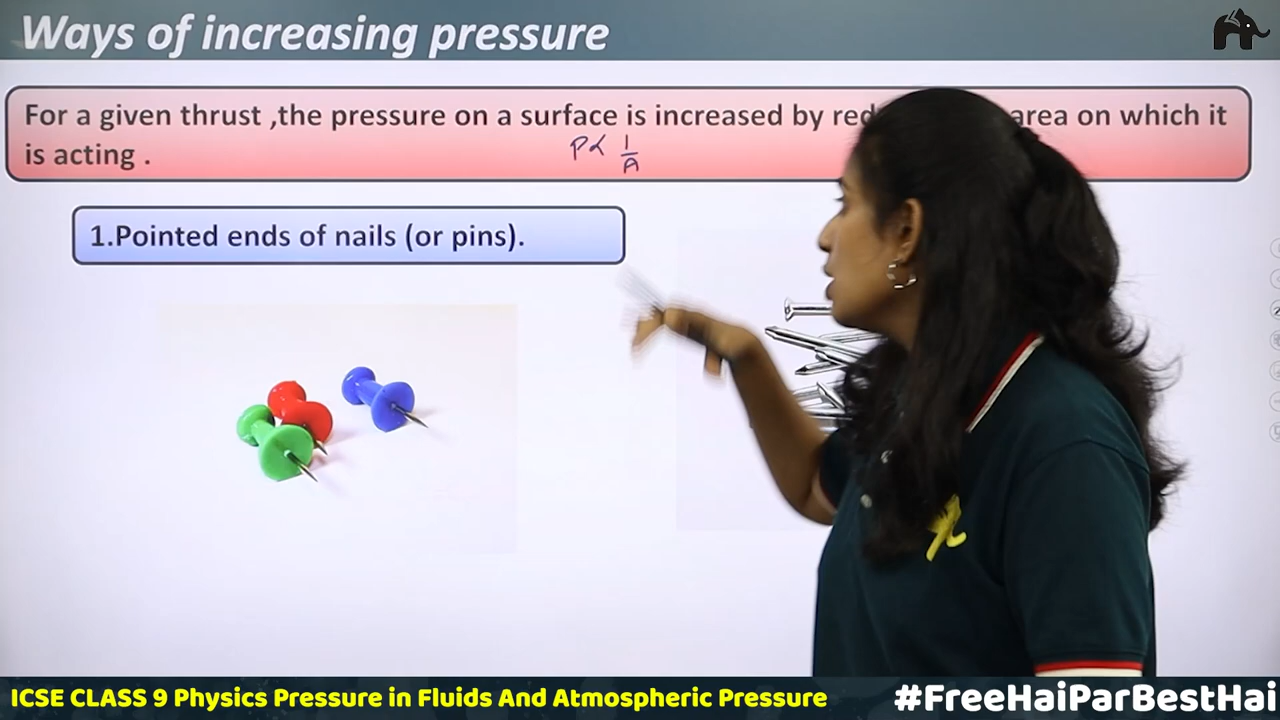 Ways of increasing pressure
For a given thrust ,the pressure on a surface is increased by red area on which it
is acting .
P∝ 1/A
1.Pointed ends of nails (or pins).
ICSE CLASS 9 Physics Pressure in Fluids And Atmospheric Pressure
#FreeHaiParBestHai